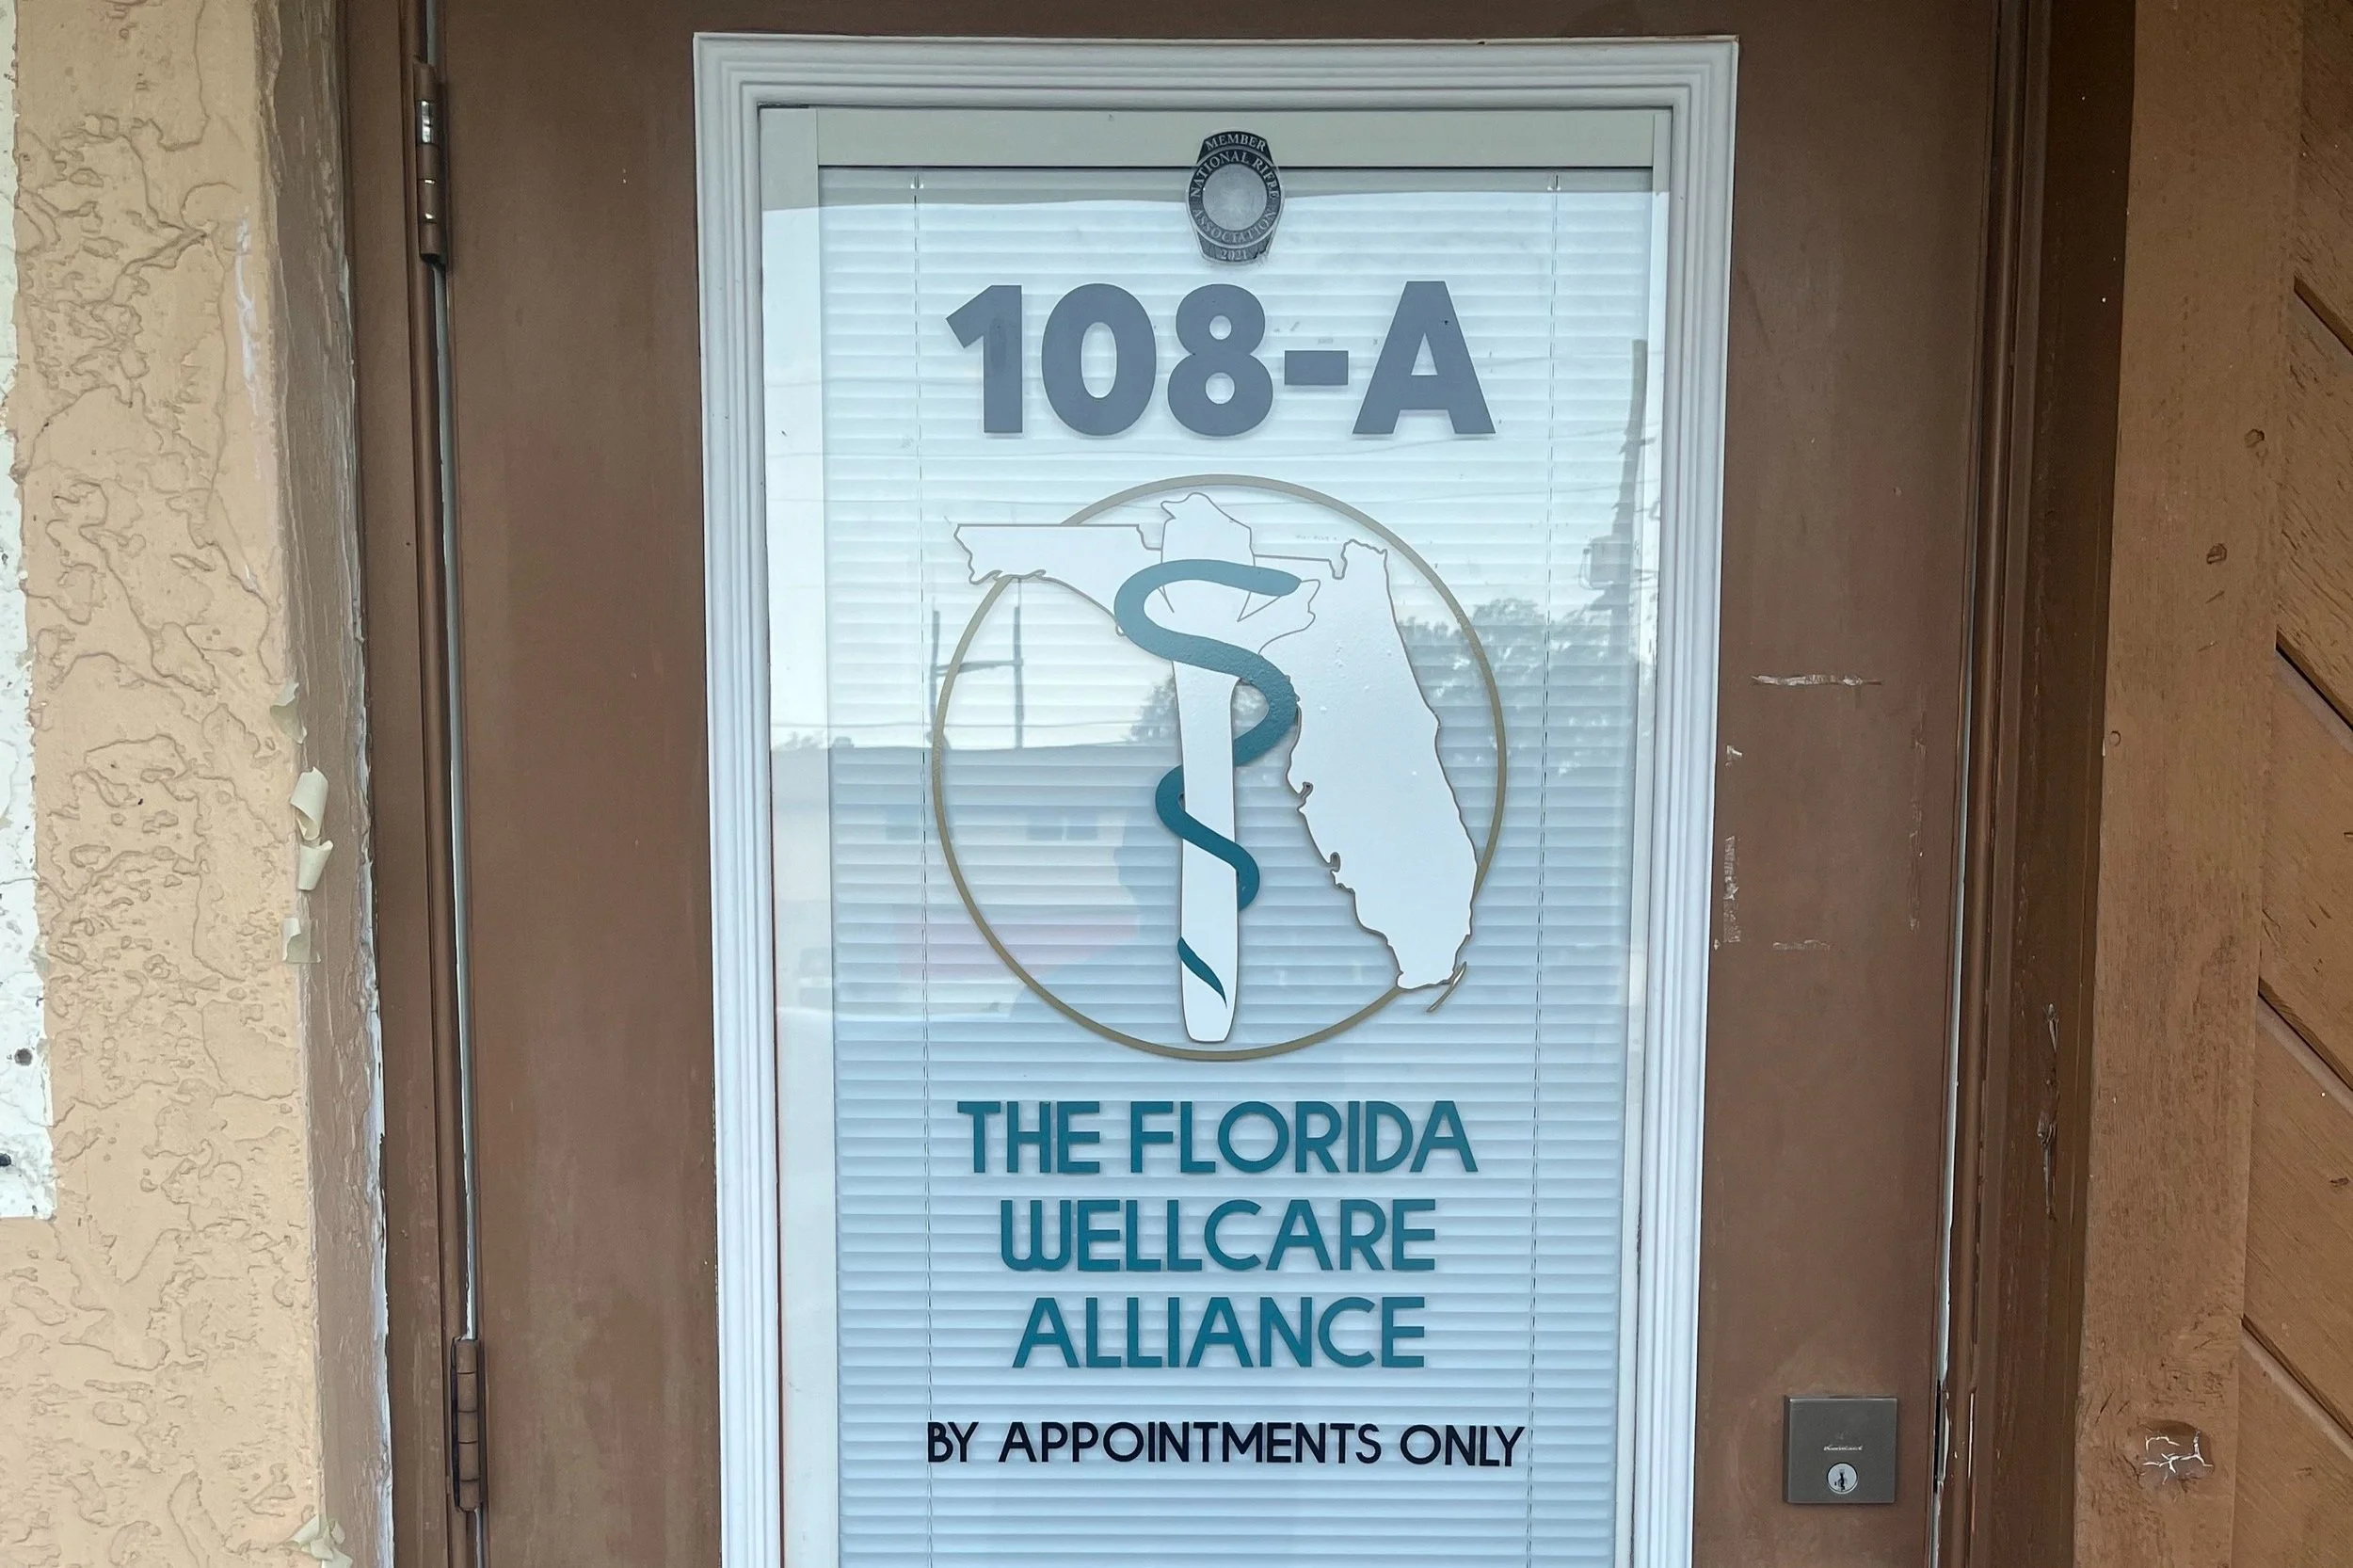 MEMBER
NATIONAL RIFLE
ASSOCIATION
2021
108-A
THE FLORIDA
WELLCARE
ALLIANCE
BY APPOINTMENTS ONLY